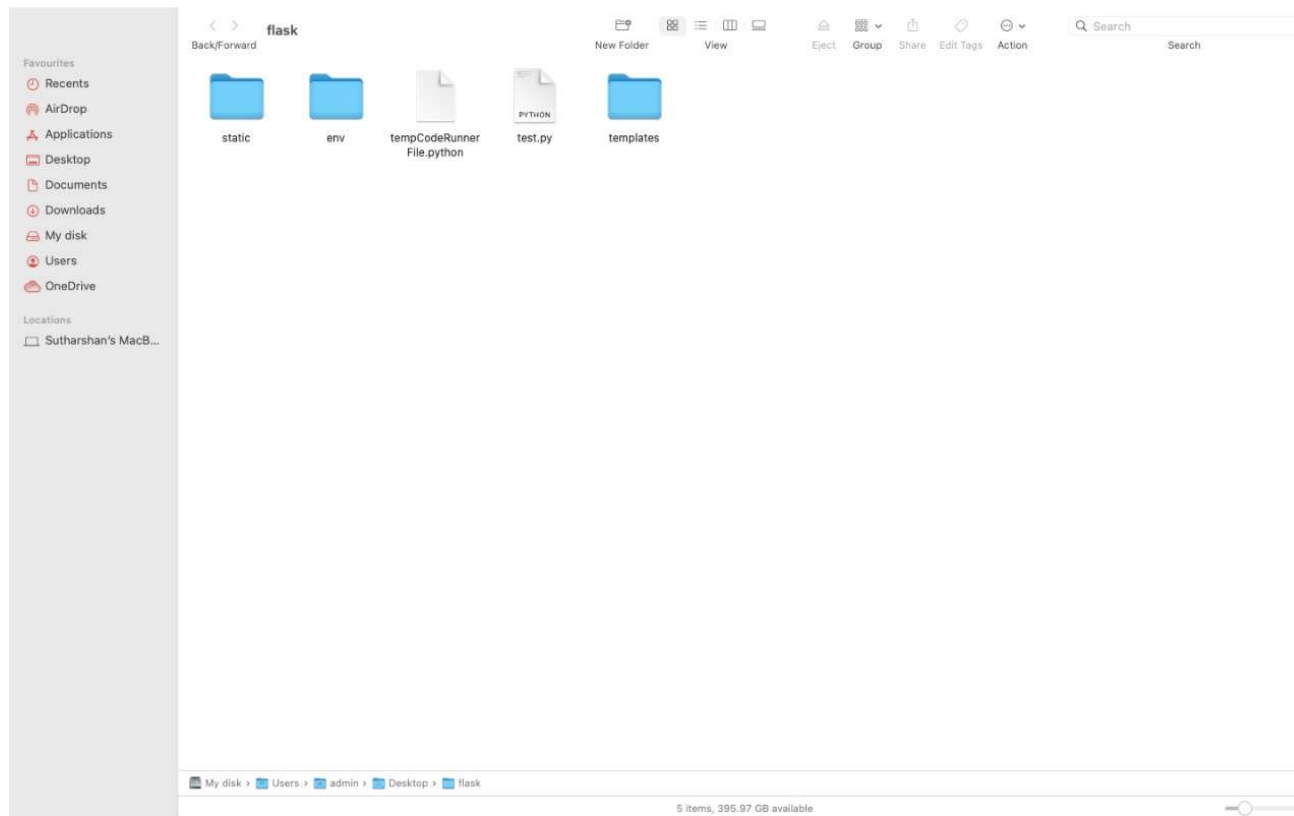 flask
Back/Forward
New Folder
View
Eject
Group
Share
Edit Tags
Action
Search
Search
Favourites
Recents
AirDrop
Applications
Desktop
Documents
Downloads
My disk
Users
OneDrive
Locations
Sutharshan's MacB...
static
env
tempCodeRunner
File.python
PYTHON
test.py
templates
My disk › Users › admin › Desktop › flask
5 items, 395.97 GB available